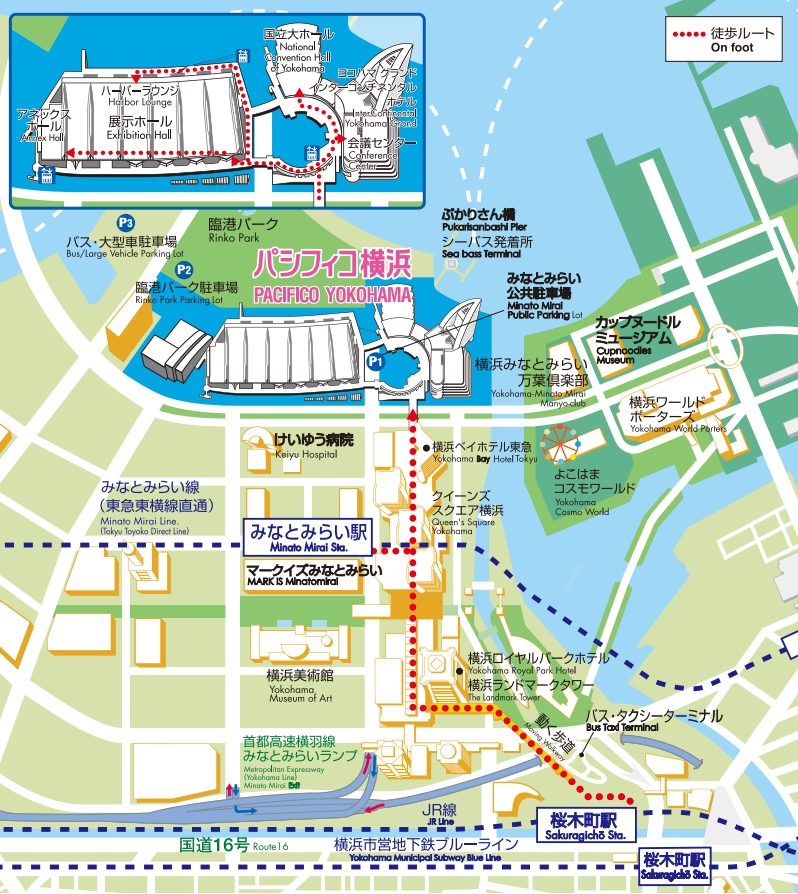 徒歩ルート
On foot
国立大ホール
National
Convention Hall
of Yokohama
ヨコハマ グランド
インターコンチネンタル
ホテル
InterContinental
Yokohama Grand
ハーバーラウンジ
Harbor Lounge
アネックス
ホール
Annex Hall
展示ホール
Exhibition Hall
会議センター
Conference
Center
P3
バス・大型車駐車場
Bus/Large Vehicle Parking Lot
臨港パーク
Rinko Park
P2
臨港パーク駐車場
Rinko Park Parking Lot
ぷかりさん橋
Pukarisanbashi Pier
シーバス発着所
Sea bass Terminal
パシフィコ横浜
PACIFICO YOKOHAMA
みなとみらい
公共駐車場
Minato Mirai
Public Parking Lot
P1
カップヌードル
ミュージアム
Cupnoodles
Museum
横浜みなとみらい
万葉倶楽部
Yokohama-Minato Mirai
Manyo club
横浜ワールド
ポーターズ
Yokohama World Porters
けいゆう病院
Keiyu Hospital
横浜ベイホテル東急
Yokohama Bay Hotel Tokyu
よこはま
コスモワールド
Yokohama
Cosmo World
みなとみらい線
(東急東横線直通)
Minato Mirai Line.
(Tokyu Toyoko Direct Line)
クイーンズ
スクエア横浜
Queen's Square
Yokohama
みなとみらい駅
Minato Mirai Sta.
マークイズみなとみらい
MARK IS Minatomirai
横浜美術館
Yokohama
Museum of Art
横浜ロイヤルパークホテル
Yokohama Royal Park Hotel
横浜ランドマークタワー
The Landmark Tower
動く歩道
Moving Walkway
バス・タクシーターミナル
Bus Taxi Terminal
首都高速横羽線
みなとみらいランプ
Metropolitan Expressway
(Yokohama Line)
Minato Mirai Exit
JR線
JR Line
桜木町駅
Sakuragichō Sta.
国道16号 Route16
横浜市営地下鉄ブルーライン
Yokohama Municipal Subway Blue Line
桜木町駅
Sakuragichō Sta.